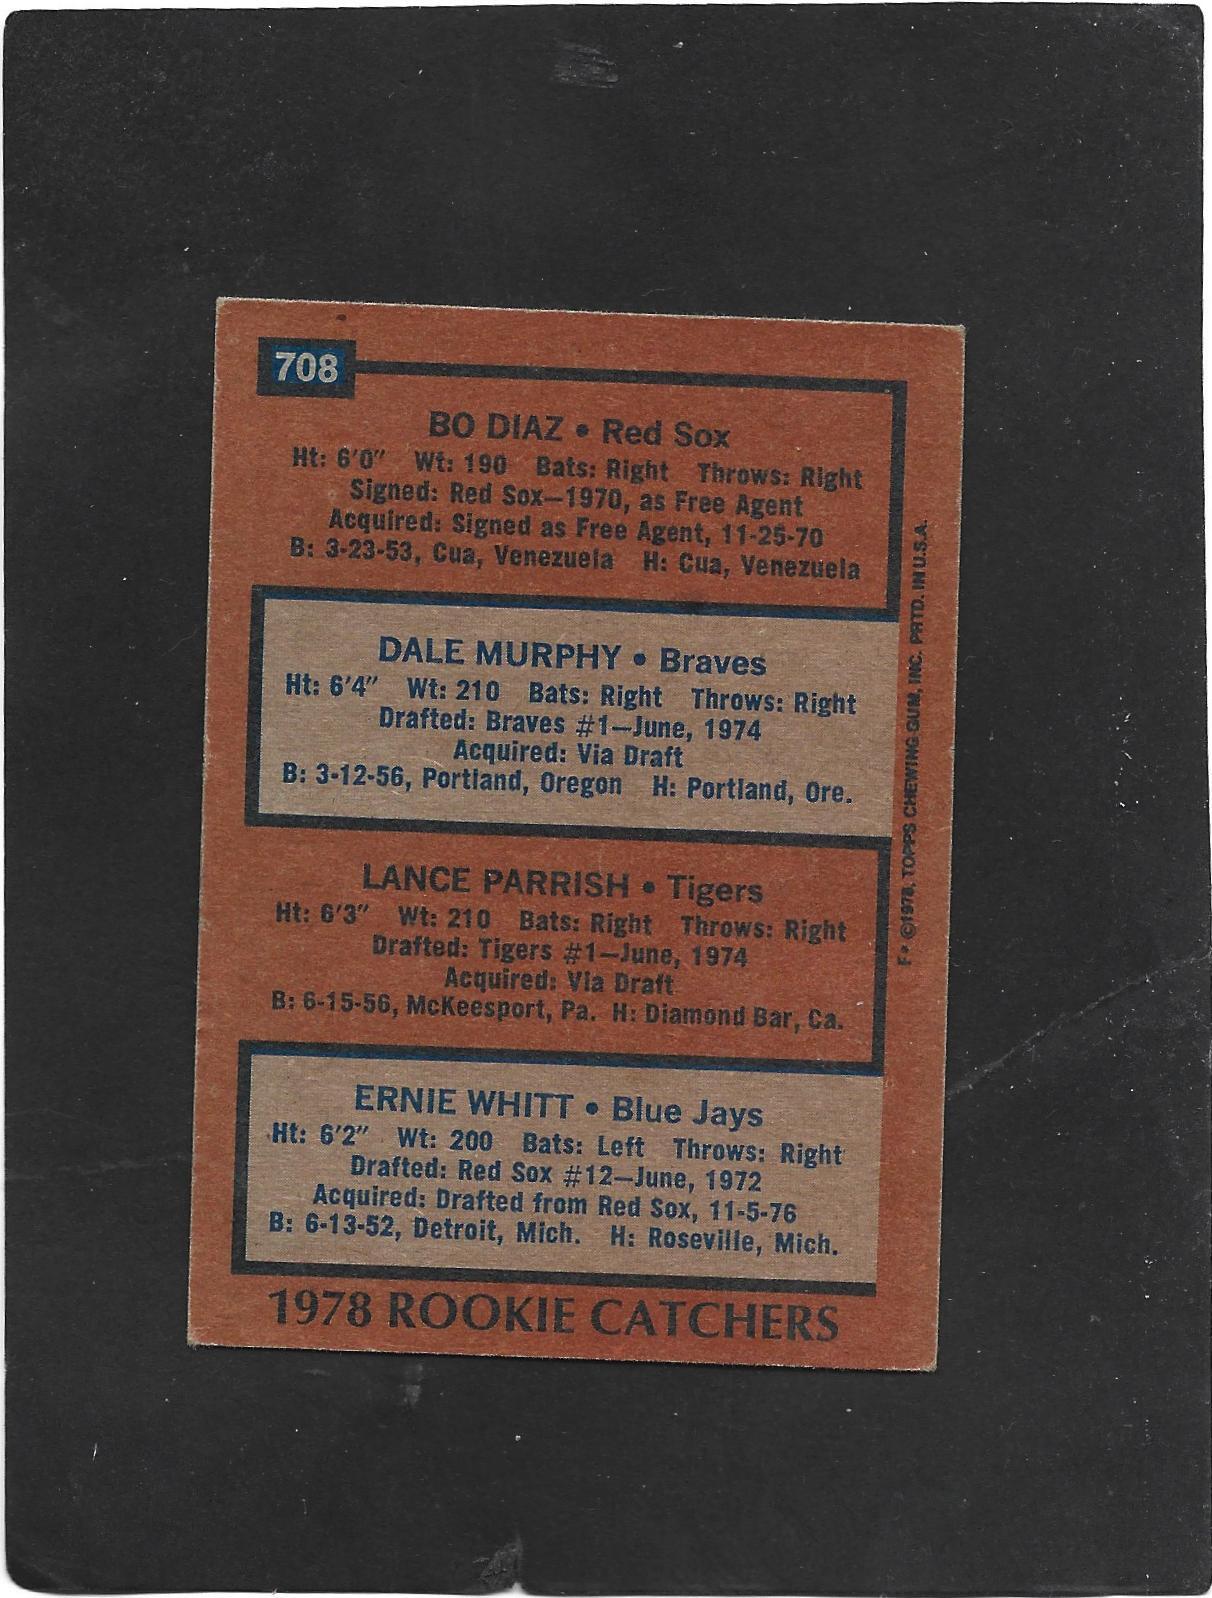 708
BO DIAZ • Red Sox
Ht: 6'0" Wt: 190 Bats: Right Throws: Right
Signed: Red Sox—1970, as Free Agent
Acquired: Signed as Free Agent, 11-25-70
B: 3-23-53, Cua, Venezuela H: Cua, Venezuela
DALE MURPHY • Braves
Ht: 6'4" Wt: 210 Bats: Right Throws: Right
Drafted: Braves #1—June, 1974
Acquired: Via Draft
B: 3-12-56, Portland, Oregon H: Portland, Ore.
LANCE PARRISH • Tigers
Ht: 6'3" Wt: 210 Bats: Right Throws: Right
Drafted: Tigers #1—June, 1974
Acquired: Via Draft
B: 6-15-56, McKeesport, Pa. H: Diamond Bar, Ca.
ERNIE WHITT • Blue Jays
Ht: 6'2" Wt: 200 Bats: Left Throws: Right
Drafted: Red Sox #12—June, 1972
Acquired: Drafted from Red Sox, 11-5-76
B: 6-13-52, Detroit, Mich. H: Roseville, Mich.
1978 ROOKIE CATCHERS
F* ©1978, TOPPS CHEWING GUM, INC. PRTD. IN U.S.A.